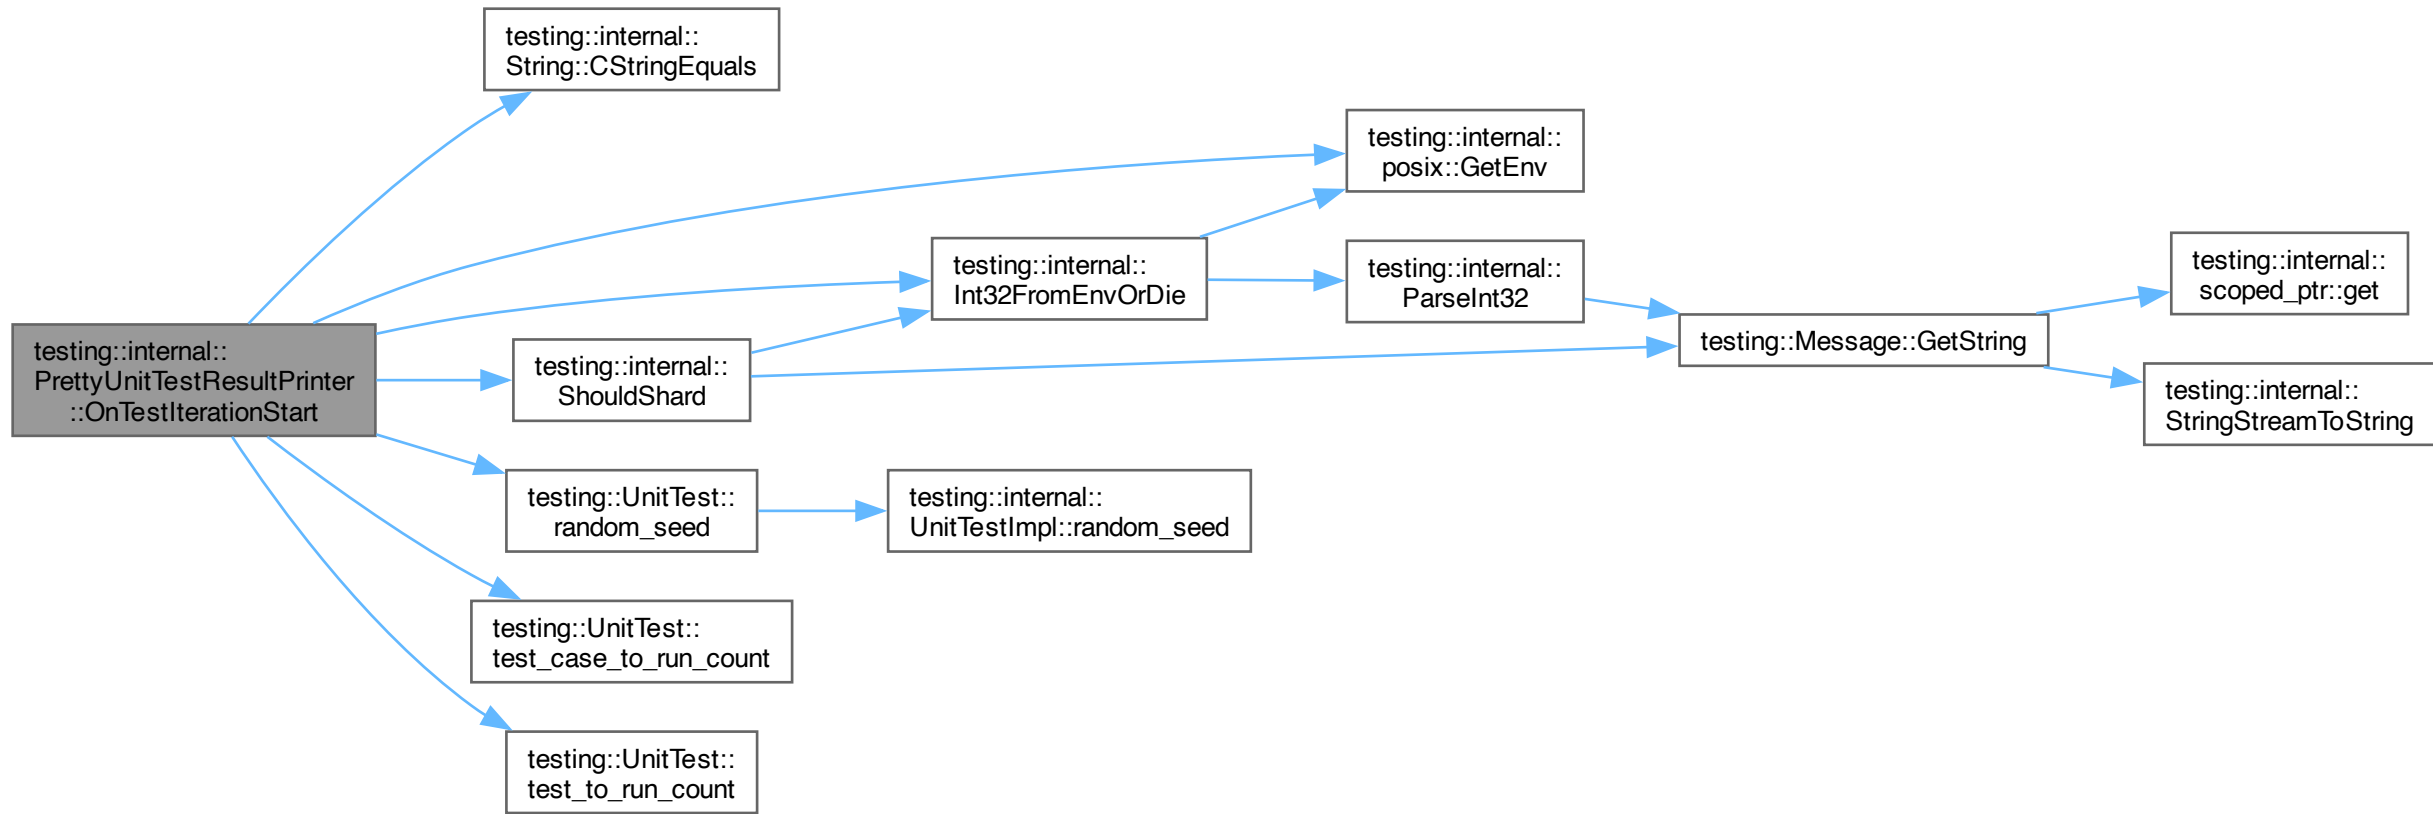 testing::internal::
String::CStringEquals
testing::internal::
posix::GetEnv
testing::internal::
Int32FromEnvOrDie
testing::internal::
ParseInt32
testing::internal::
scoped_ptr::get
testing::internal::
PrettyUnitTestResultPrinter
::OnTestIterationStart
testing::internal::
ShouldShard
testing::Message::GetString
testing::internal::
StringStreamToString
testing::UnitTest::
random_seed
testing::internal::
UnitTestImpl::random_seed
testing::UnitTest::
test_case_to_run_count
testing::UnitTest::
test_to_run_count